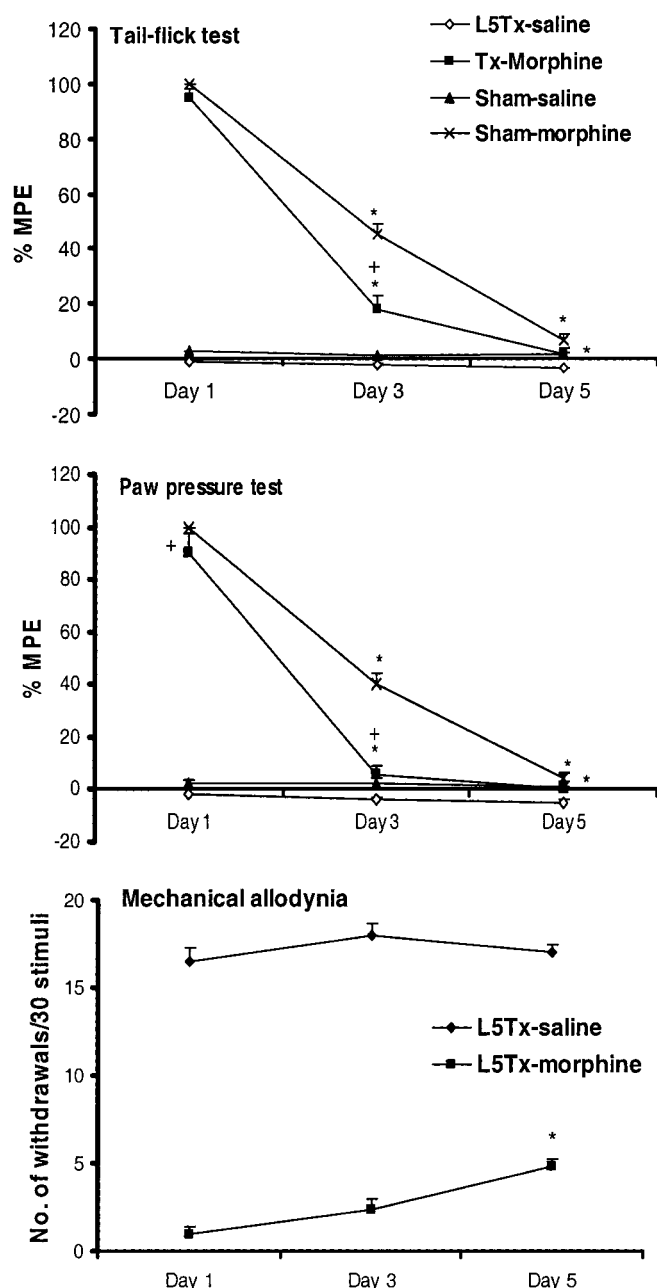 Tail-flick test
L5Tx-saline
Tx-Morphine
Sham-saline
Sham-morphine
% MPE
120
100
80
60
40
20
0
-20
*
+
*
*
*
Day 1 Day 3 Day 5
Paw pressure test
% MPE
120
100
80
60
40
20
0
-20
+
*
+
*
*
*
Day 1 Day 3 Day 5
Mechanical allodynia
No. of withdrawals/30 stimuli
20
15
10
5
0
L5Tx-saline
L5Tx-morphine
*
Day 1 Day 3 Day 5